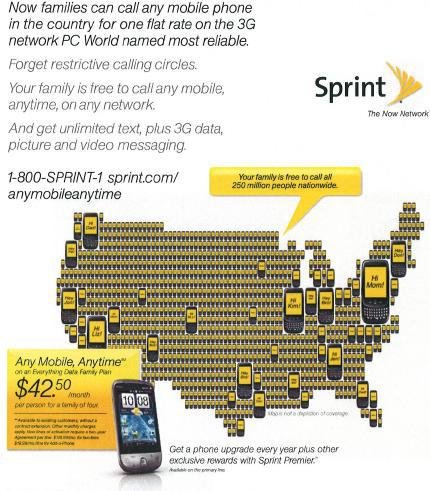 Now families can call any mobile phone
in the country for one flat rate on the 3G
network PC World named most reliable.
Forget restrictive calling circles.
Your family is free to call any mobile,
anytime, on any network.
And get unlimited text, plus 3G data,
picture and video messaging.
Sprint
The Now Network
1-800-SPRINT-1 sprint.com/
anymobileanytime
Your family is free to call all
250 million people nationwide.
Hi
Dad!
Hey
Dot!
Hi
Mom!
Hi
Kim!
Hi
Liz!
Any Mobile, Anytime℠
on an Everything Data Family Plan
$42.50
/month
per person for a family of four.
Map is not a depiction of coverage.
10 08
Get a phone upgrade every year plus other
exclusive rewards with Sprint Premier.
Available on the primary line.